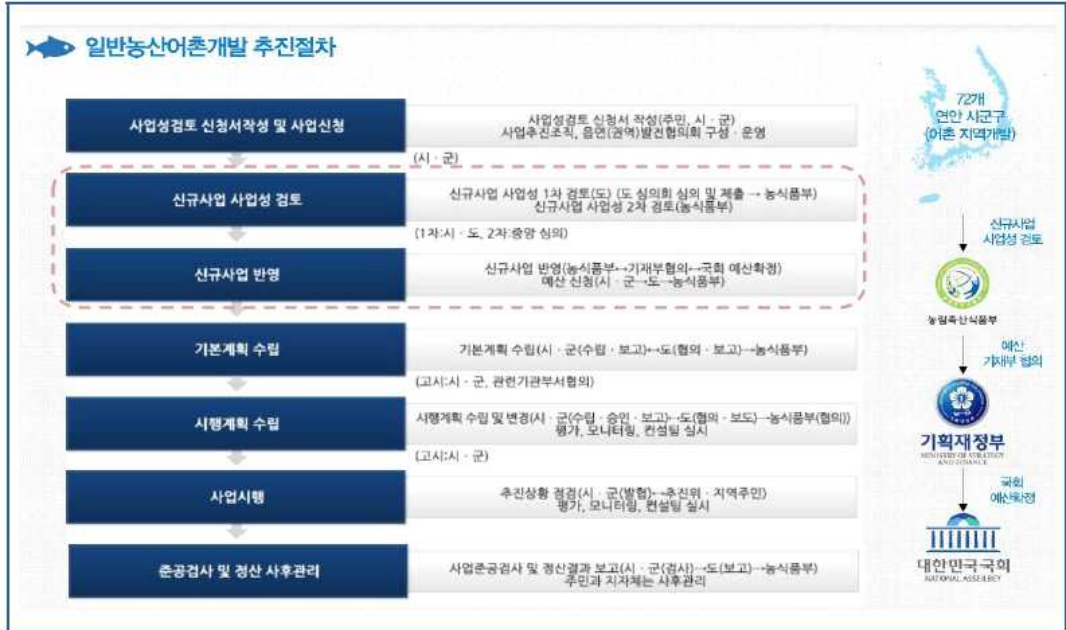 일반농산어촌개발 추진절차
사업성검토 신청서작성 및 사업신청
사업성검토 신청서 작성(주민, 시 · 군)
사업추진조직, 읍면(권역)발전협의회 구성 · 운영
(시 · 군)
신규사업 사업성 검토
신규사업 사업성 1차 검토(도) (도 심의회 심의 및 제출 → 농식품부)
신규사업 사업성 2차 검토(농식품부)
(1차:시 · 도, 2차:중앙 심의)
신규사업 반영
신규사업 반영(농식품부↔기재부협의↔국회 예산확정)
예산 신청(시 · 군→도→농식품부)
기본계획 수립
기본계획 수립(시 · 군(수립 · 보고)↔도(협의 · 보고)→농식품부)
(고시:시 · 군, 관련기관부서협의)
시행계획 수립
시행계획 수립 및 변경(시 · 군(수립 · 승인 · 보고)↔도(협의 · 보도)→농식품부(협의))
평가, 모니터링, 컨설팅 실시
(고시:시 · 군)
사업시행
추진상황 점검(시 · 군(발협)↔추진위 · 지역주민)
평가, 모니터링, 컨설팅 실시
준공검사 및 정산 사후관리
사업준공검사 및 정산결과 보고(시 · 군(검사)→도(보고)→농식품부)
주민과 지자체는 사후관리
72개
연안 시군구
(어촌 지역개발)
신규사업
사업성 검토
농림축산식품부
예산
기재부 협의
기획재정부
MINISTRY OF STRATEGY
AND FINANCE
국회
예산확정
대한민국국회
NATIONAL ASSEMBLY